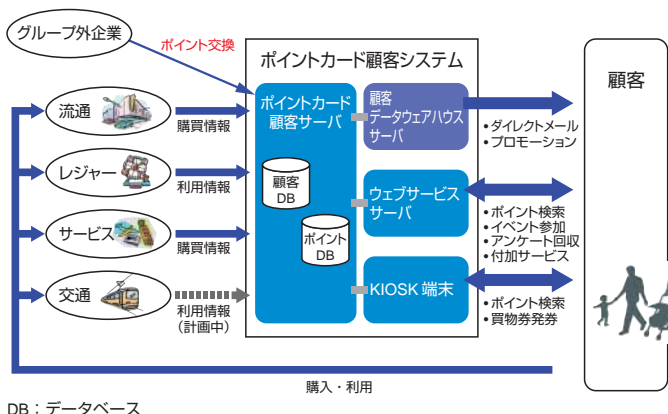 グループ外企業
ポイント交換
ポイントカード顧客システム
顧客
流通
購買情報
レジャー
利用情報
サービス
購買情報
交通
利用情報
(計画中)
ポイントカード
顧客サーバ
顧客
DB
ポイント
DB
顧客
データウェアハウス
サーバ
ウェブサービス
サーバ
KIOSK 端末
•ダイレクトメール
•プロモーション
•ポイント検索
•イベント参加
•アンケート回収
•付加サービス
•ポイント検索
•買物券発券
購入・利用
DB:データベース